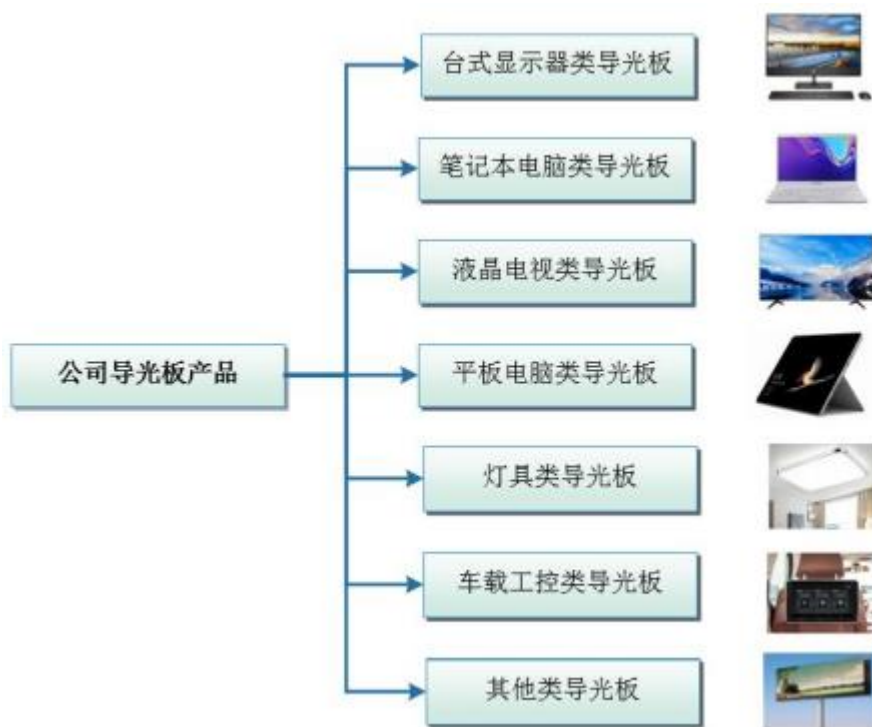 台式显示器类导光板
笔记本电脑类导光板
液晶电视类导光板
公司导光板产品
平板电脑类导光板
灯具类导光板
车载工控类导光板
其他类导光板